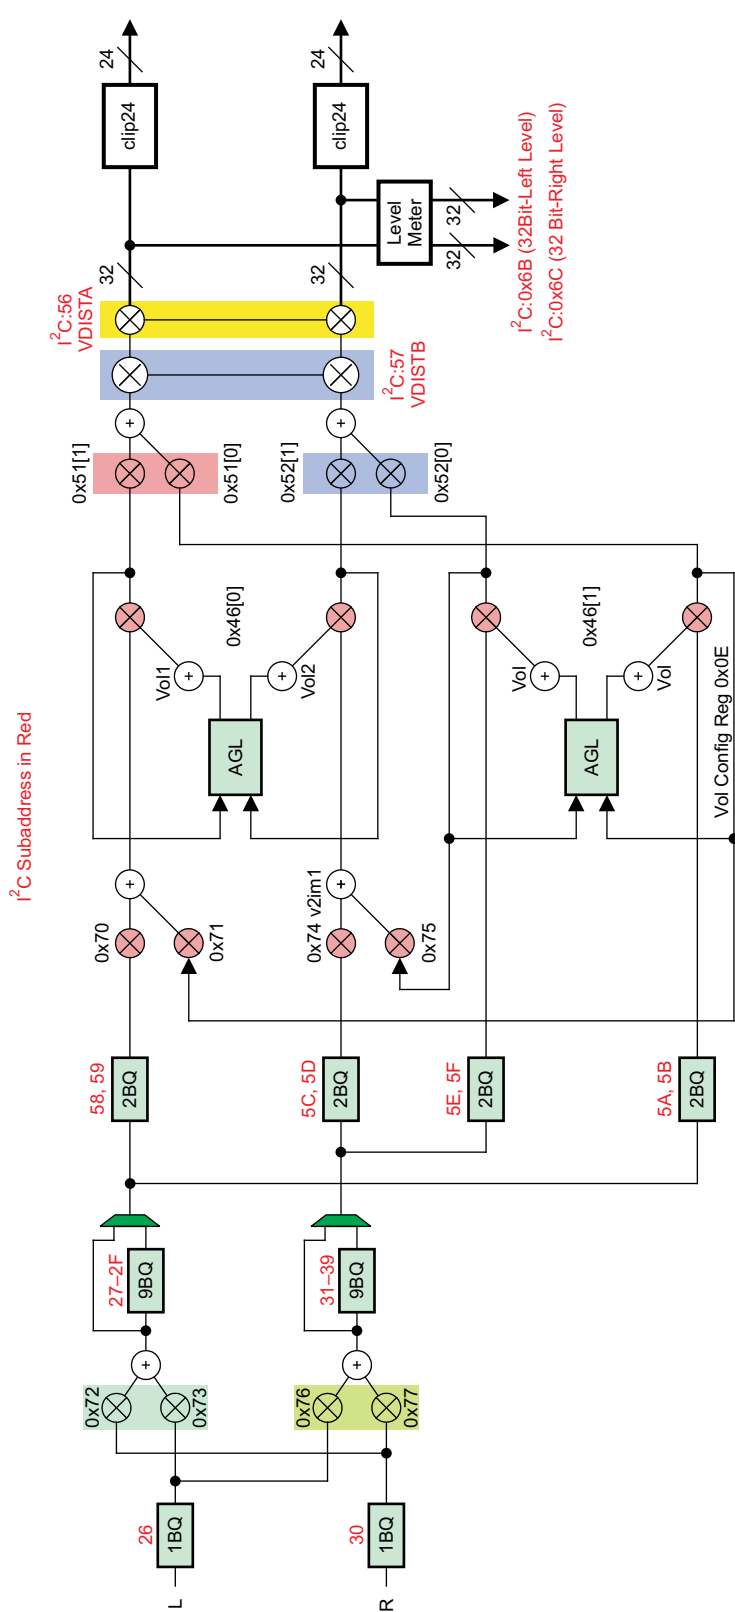 I²C Subaddress in Red
L
26
1BQ
R
30
1BQ
0x72
0x73
+
27–2F
9BQ
0x76
0x77
+
31–39
9BQ
58, 59
2BQ
5C, 5D
2BQ
5E, 5F
2BQ
5A, 5B
2BQ
0x70
0x71
+
0x74
v2im1
0x75
+
AGL
Vol1
+
Vol2
+
0x46[0]
AGL
Vol
+
Vol
+
0x46[1]
Vol Config Reg 0x0E
0x51[1]
0x51[0]
+
0x52[1]
0x52[0]
+
I²C:57
VDISTB
I²C:56
VDISTA
32
32
Level
Meter
32
32
I²C:0x6B (32Bit-Left Level)
I²C:0x6C (32 Bit-Right Level)
clip24
24
clip24
24